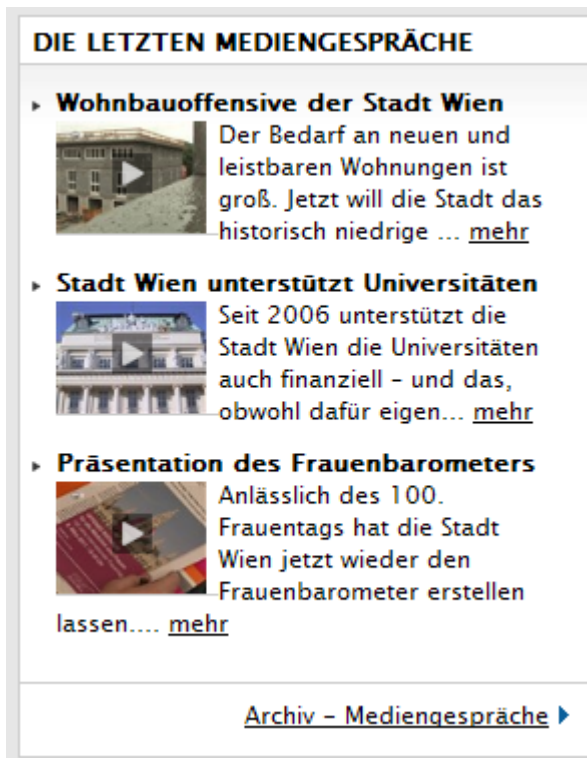 DIE LETZTEN MEDIENGESPRÄCHE
Wohnbauoffensive der Stadt Wien
Der Bedarf an neuen und
leistbaren Wohnungen ist
groß. Jetzt will die Stadt das
historisch niedrige ... mehr
Stadt Wien unterstützt Universitäten
Seit 2006 unterstützt die
Stadt Wien die Universitäten
auch finanziell – und das,
obwohl dafür eigen... mehr
Präsentation des Frauenbarometers
Anlässlich des 100.
Frauentags hat die Stadt
Wien jetzt wieder den
Frauenbarometer erstellen
lassen.... mehr
Archiv – Mediengespräche